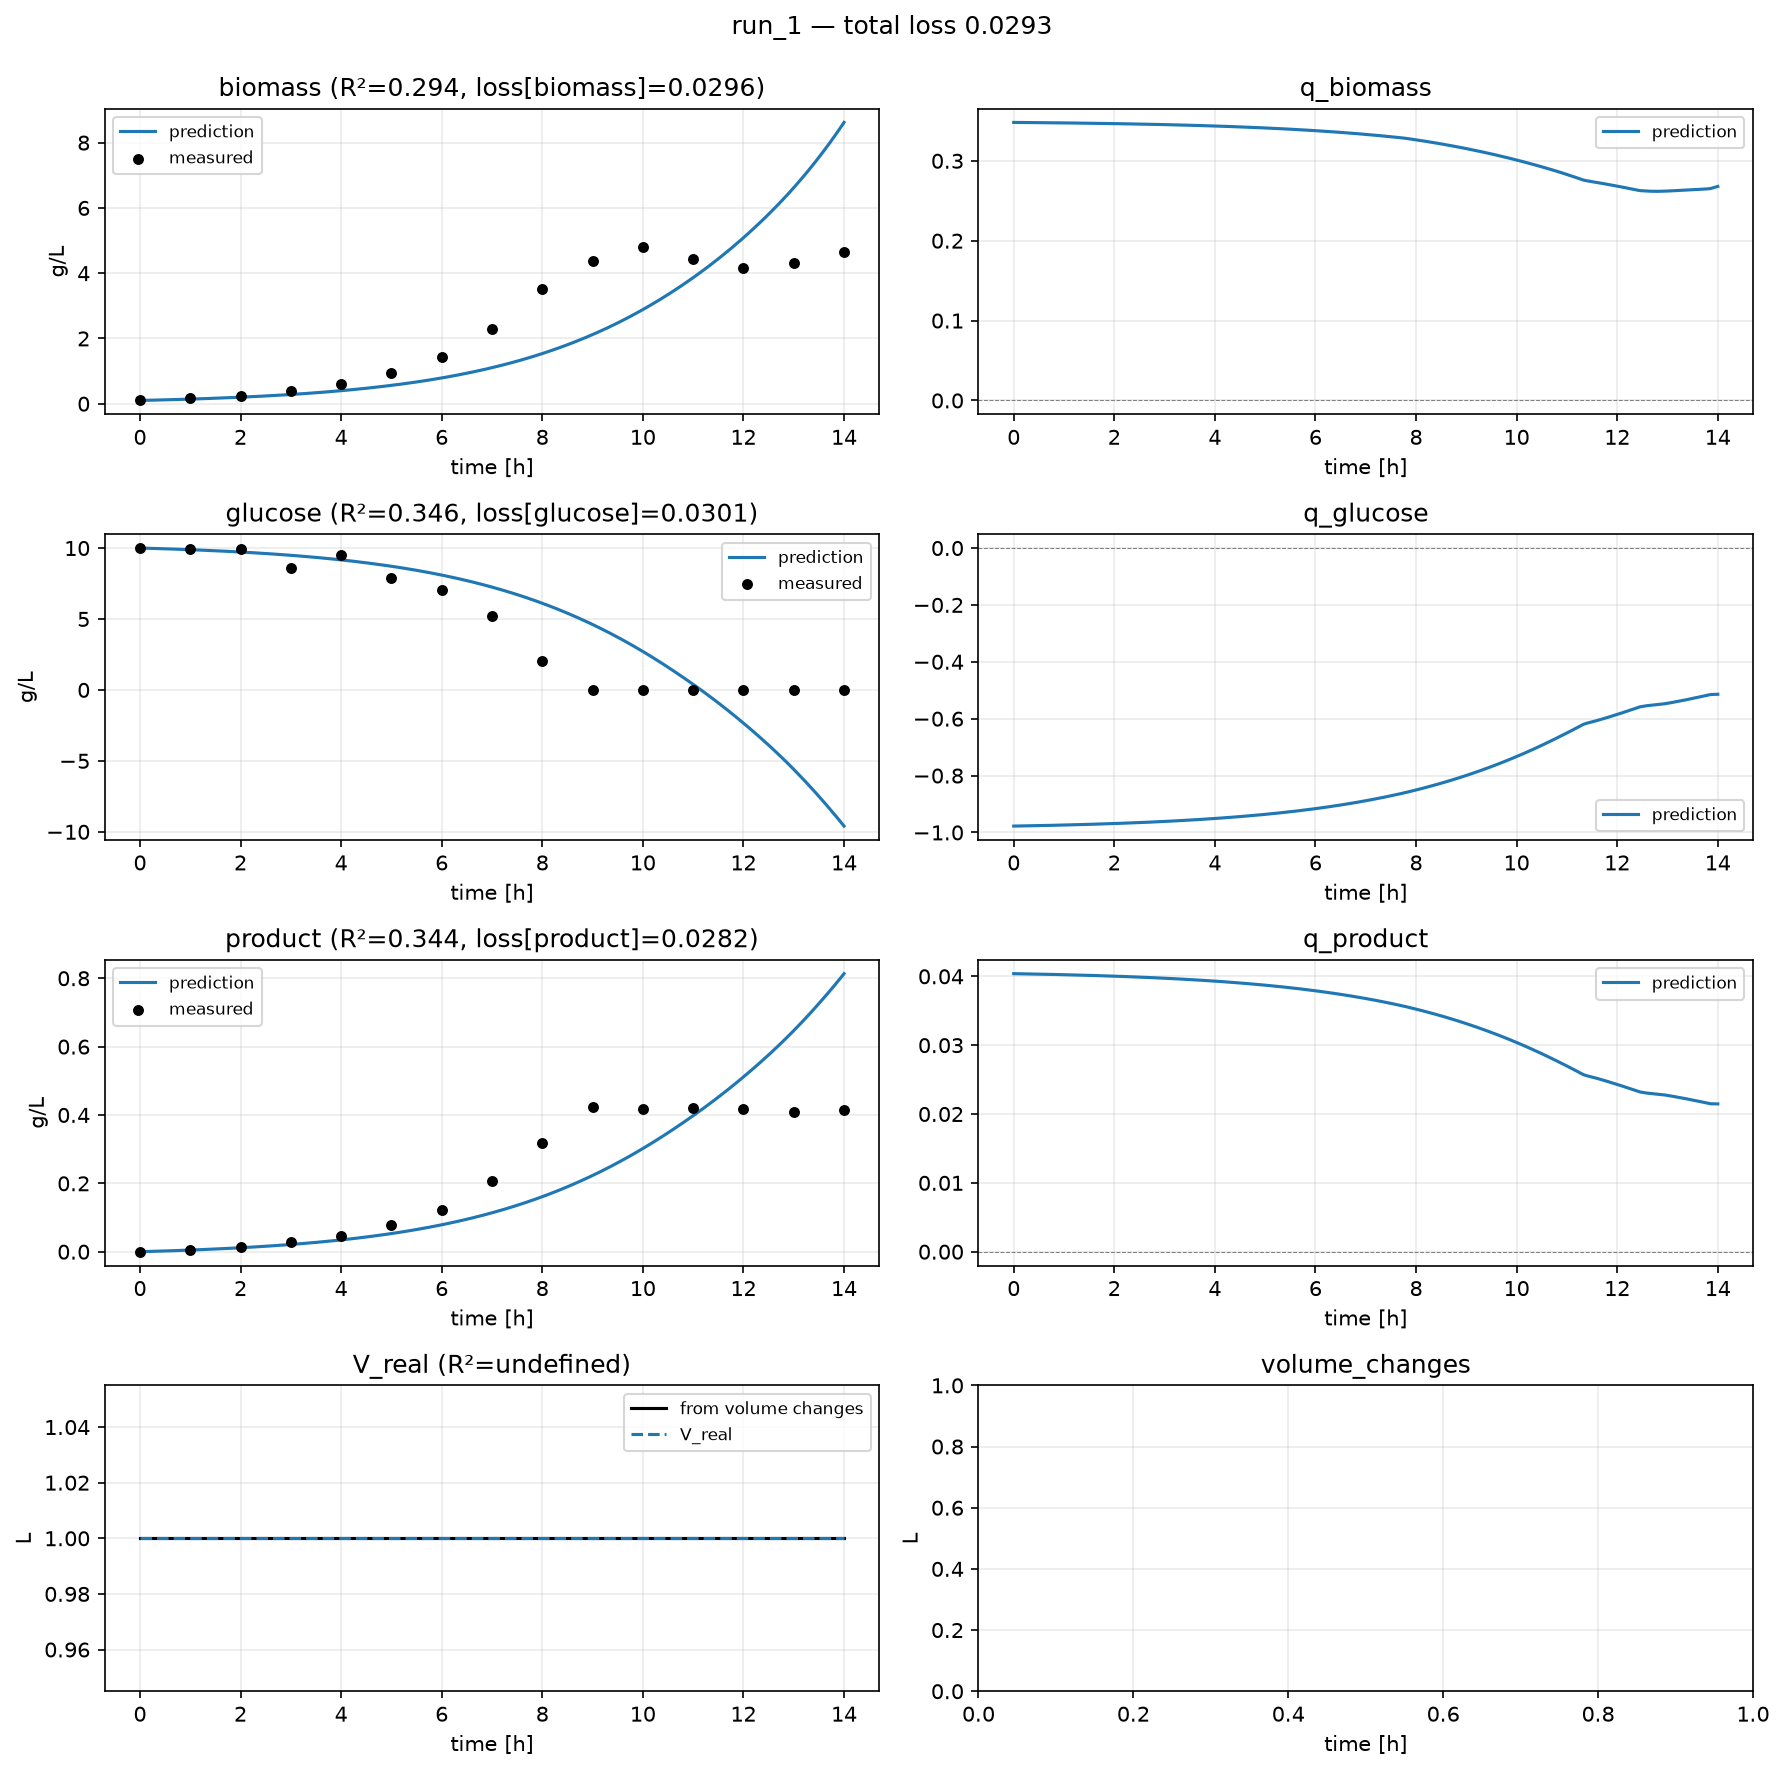 run_1 — total loss 0.0293
biomass (R²=0.294, loss[biomass]=0.0296)
prediction
measured
g/L
8
6
4
2
0
0 2 4 6 8 10 12 14
time [h]
q_biomass
prediction
0.3
0.2
0.1
0.0
0 2 4 6 8 10 12 14
time [h]
glucose (R²=0.346, loss[glucose]=0.0301)
prediction
measured
g/L
10
5
0
−5
−10
0 2 4 6 8 10 12 14
time [h]
q_glucose
prediction
0.0
−0.2
−0.4
−0.6
−0.8
−1.0
0 2 4 6 8 10 12 14
time [h]
product (R²=0.344, loss[product]=0.0282)
prediction
measured
g/L
0.8
0.6
0.4
0.2
0.0
0 2 4 6 8 10 12 14
time [h]
q_product
prediction
0.04
0.03
0.02
0.01
0.00
0 2 4 6 8 10 12 14
time [h]
V_real (R²=undefined)
from volume changes
V_real
L
1.04
1.02
1.00
0.98
0.96
0 2 4 6 8 10 12 14
time [h]
volume_changes
L
1.0
0.8
0.6
0.4
0.2
0.0
0.0 0.2 0.4 0.6 0.8 1.0
time [h]